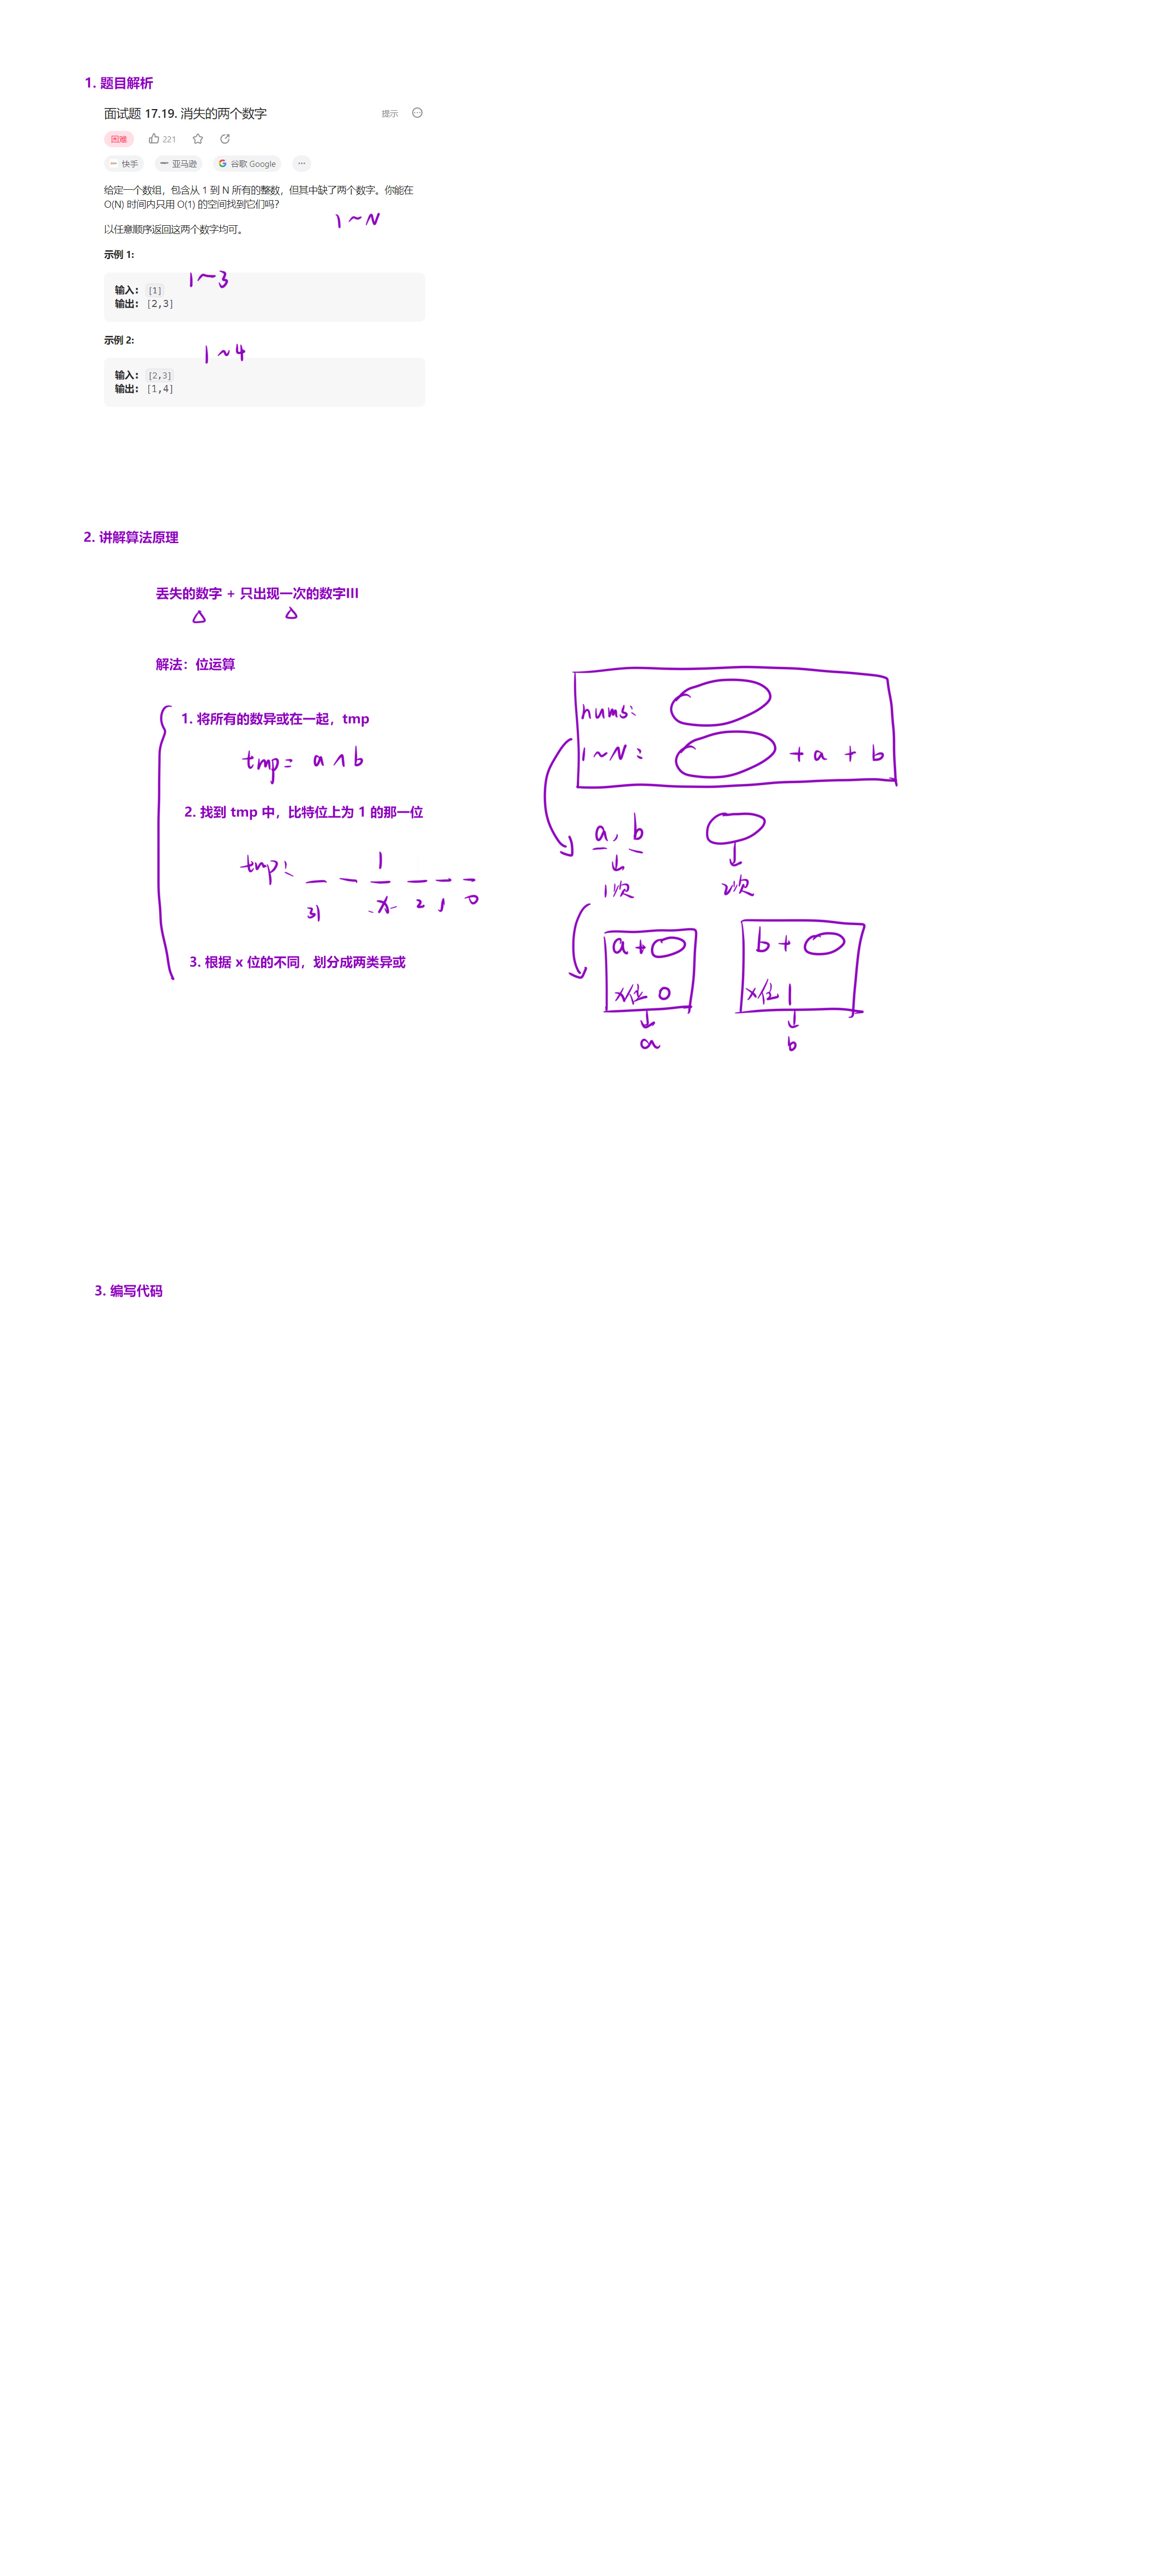 1. 题目解析
面试题 17.19. 消失的两个数字
提示
困难 221
快手 亚马逊 谷歌 Google
给定一个数组，包含从 1 到 N 所有的整数，但其中缺了两个数字。你能在
O(N) 时间内只用 O(1) 的空间找到它们吗？
1~N
以任意顺序返回这两个数字均可。
示例 1:
1~3
输入： [1]
输出： [2,3]
示例 2:
1~4
输入： [2,3]
输出： [1,4]
2. 讲解算法原理
丢失的数字 + 只出现一次的数字III
解法：位运算
1. 将所有的数异或在一起，tmp
tmp = a ^ b
2. 找到 tmp 中，比特位上为 1 的那一位
tmp:
1
31 x 2 1 0
3. 根据 x 位的不同，划分成两类异或
nums:
1~N: + a + b
a, b
1次 2次
a + b +
x位 0 x位 1
a b
3. 编写代码